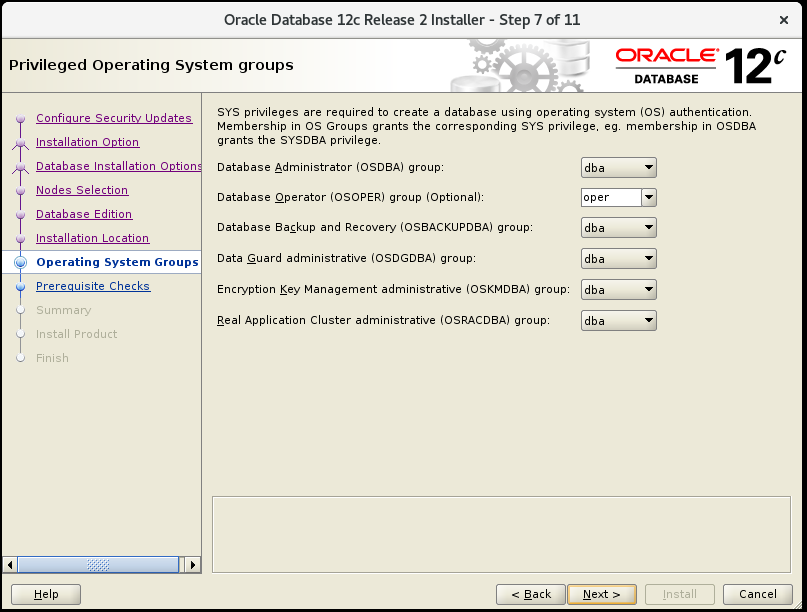 Oracle Database 12c Release 2 Installer - Step 7 of 11
Privileged Operating System groups
ORACLE®
DATABASE
12c
Configure Security Updates
Installation Option
Database Installation Options
Nodes Selection
Database Edition
Installation Location
Operating System Groups
Prerequisite Checks
Summary
Install Product
Finish
SYS privileges are required to create a database using operating system (OS) authentication.
Membership in OS Groups grants the corresponding SYS privilege, eg. membership in OSDBA
grants the SYSDBA privilege.
Database Administrator (OSDBA) group: dba
Database Operator (OSOPER) group (Optional): oper
Database Backup and Recovery (OSBACKUPDBA) group: dba
Data Guard administrative (OSDGDBA) group: dba
Encryption Key Management administrative (OSKMDBA) group: dba
Real Application Cluster administrative (OSRACDBA) group: dba
Help
< Back
Next >
Install
Cancel